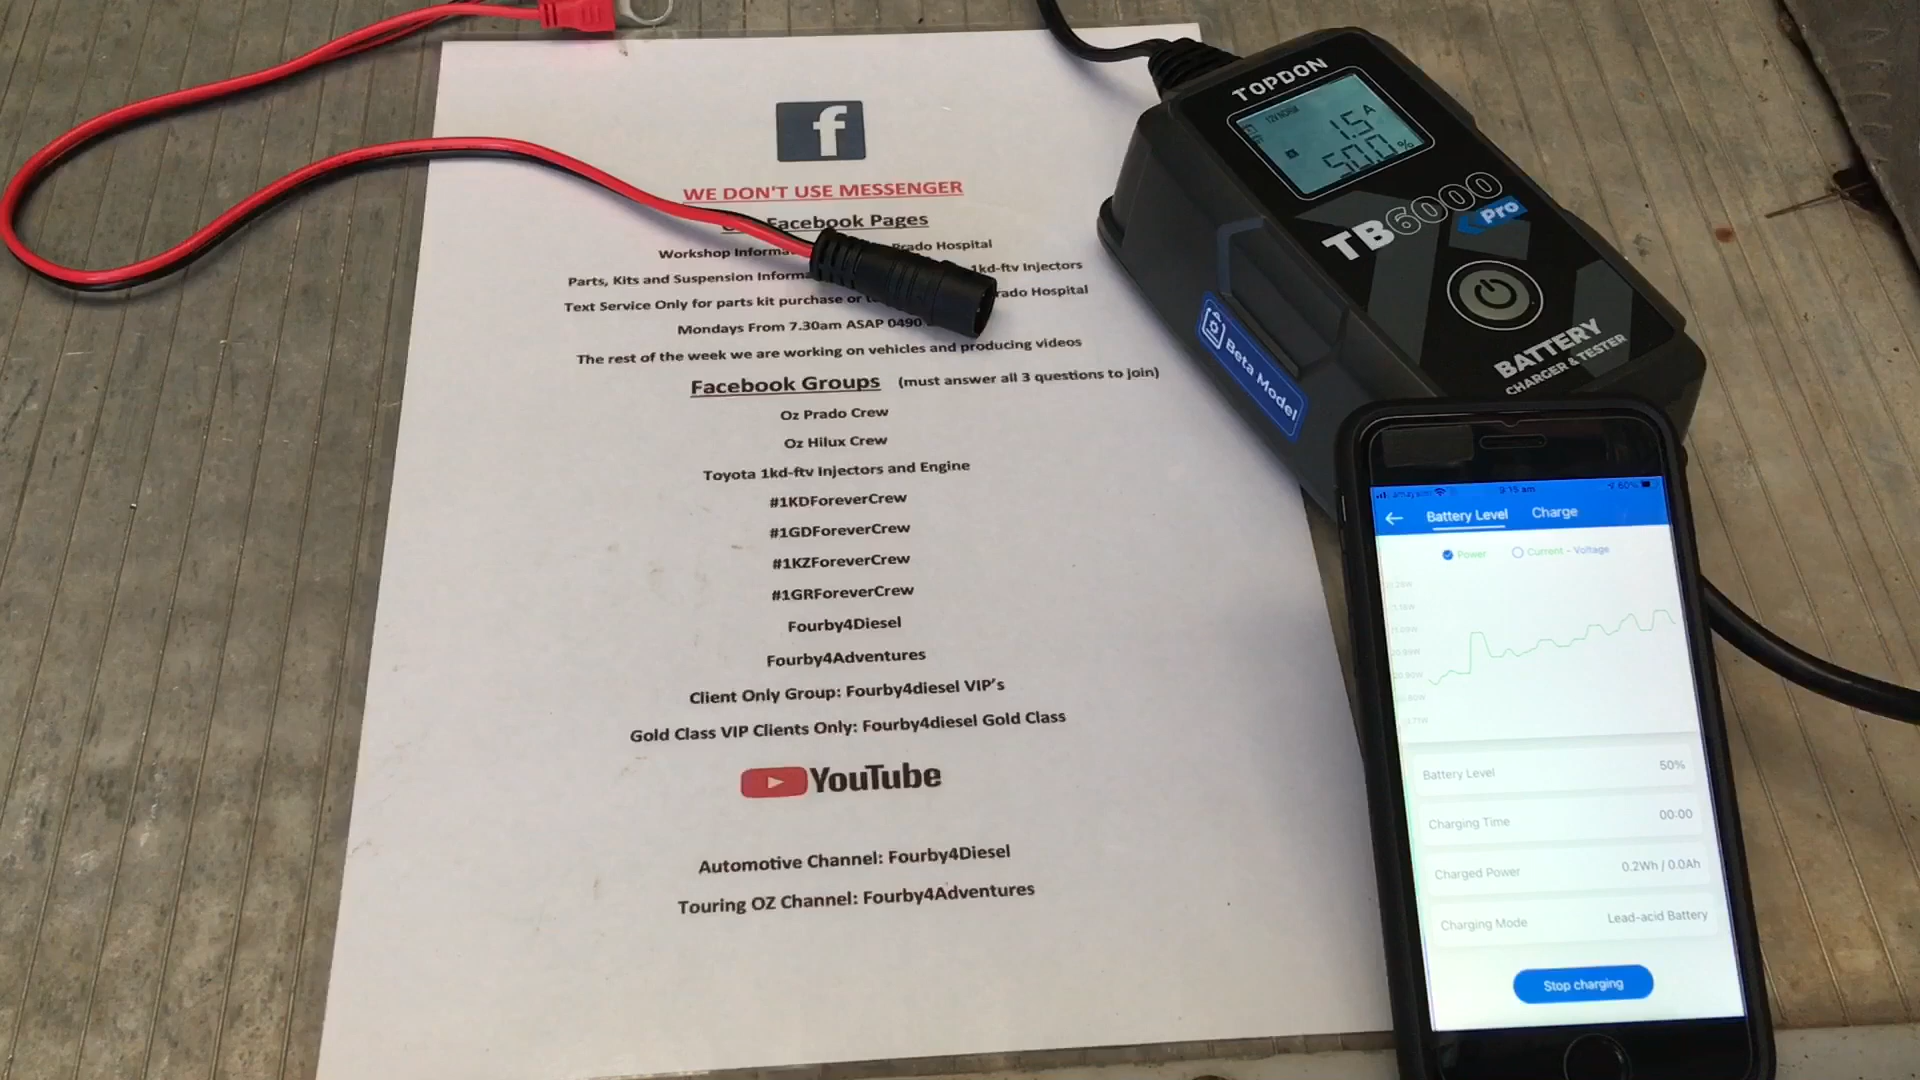 f
WE DON'T USE MESSENGER
Facebook Pages
Workshop Prado Hospital
Parts, Kits and Suspension 1kd-ftv Injectors
Text Service Only for parts kit purchase or Hospital
Mondays From 7.30am ASAP 0490
The rest of the week we are working on vehicles and producing videos
Facebook Groups (must answer all 3 questions to join)
Oz Prado Crew
Oz Hilux Crew
Toyota 1kd-ftv Injectors and Engine
#1KDForeverCrew
#1GDForeverCrew
#1KZForeverCrew
#1GRForeverCrew
Fourby4Diesel
Fourby4Adventures
Client Only Group: Fourby4diesel VIP's
Gold Class VIP Clients Only: Fourby4diesel Gold Class
YouTube
Automotive Channel: Fourby4Diesel
Touring OZ Channel: Fourby4Adventures
TOPDON
12V NORM
1.5 A
50.0 %
TB6000
Pro
BATTERY
CHARGER & TESTER
Beta Model
9:15 am 60%
Battery Level Charge
Power Current - Voltage
Battery Level 50%
Charging Time 00:00
Charged Power 0.2Wh / 0.0Ah
Charging Mode Lead-acid Battery
Stop charging